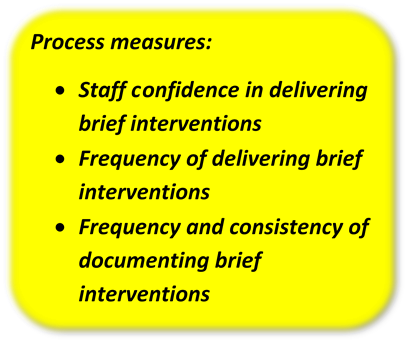 Process measures:
• Staff confidence in delivering
brief interventions
• Frequency of delivering brief
interventions
• Frequency and consistency of
documenting brief
interventions